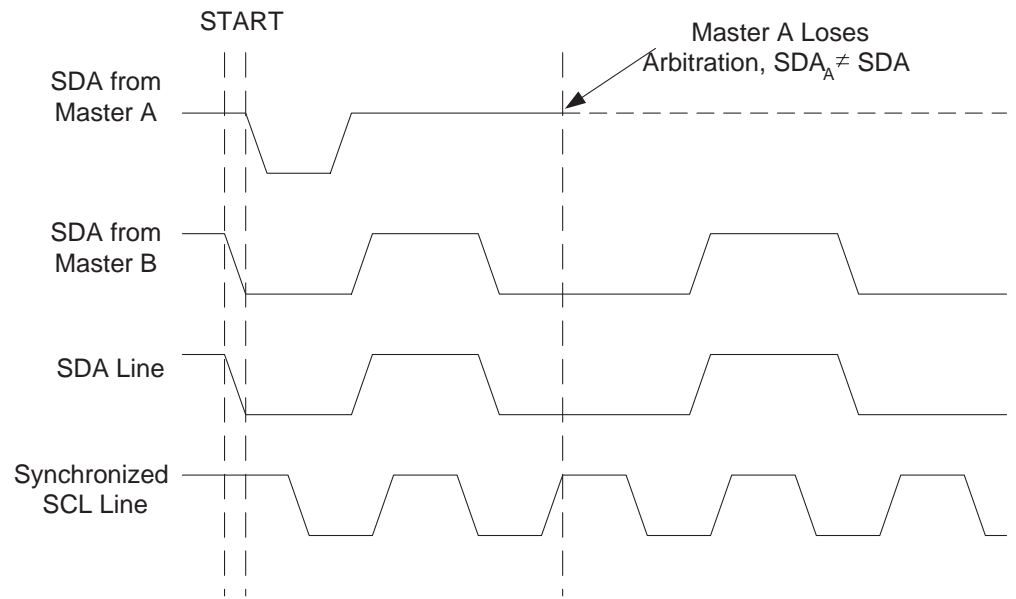 START
Master A Loses
Arbitration, SDA_A ≠ SDA
SDA from
Master A
SDA from
Master B
SDA Line
Synchronized
SCL Line